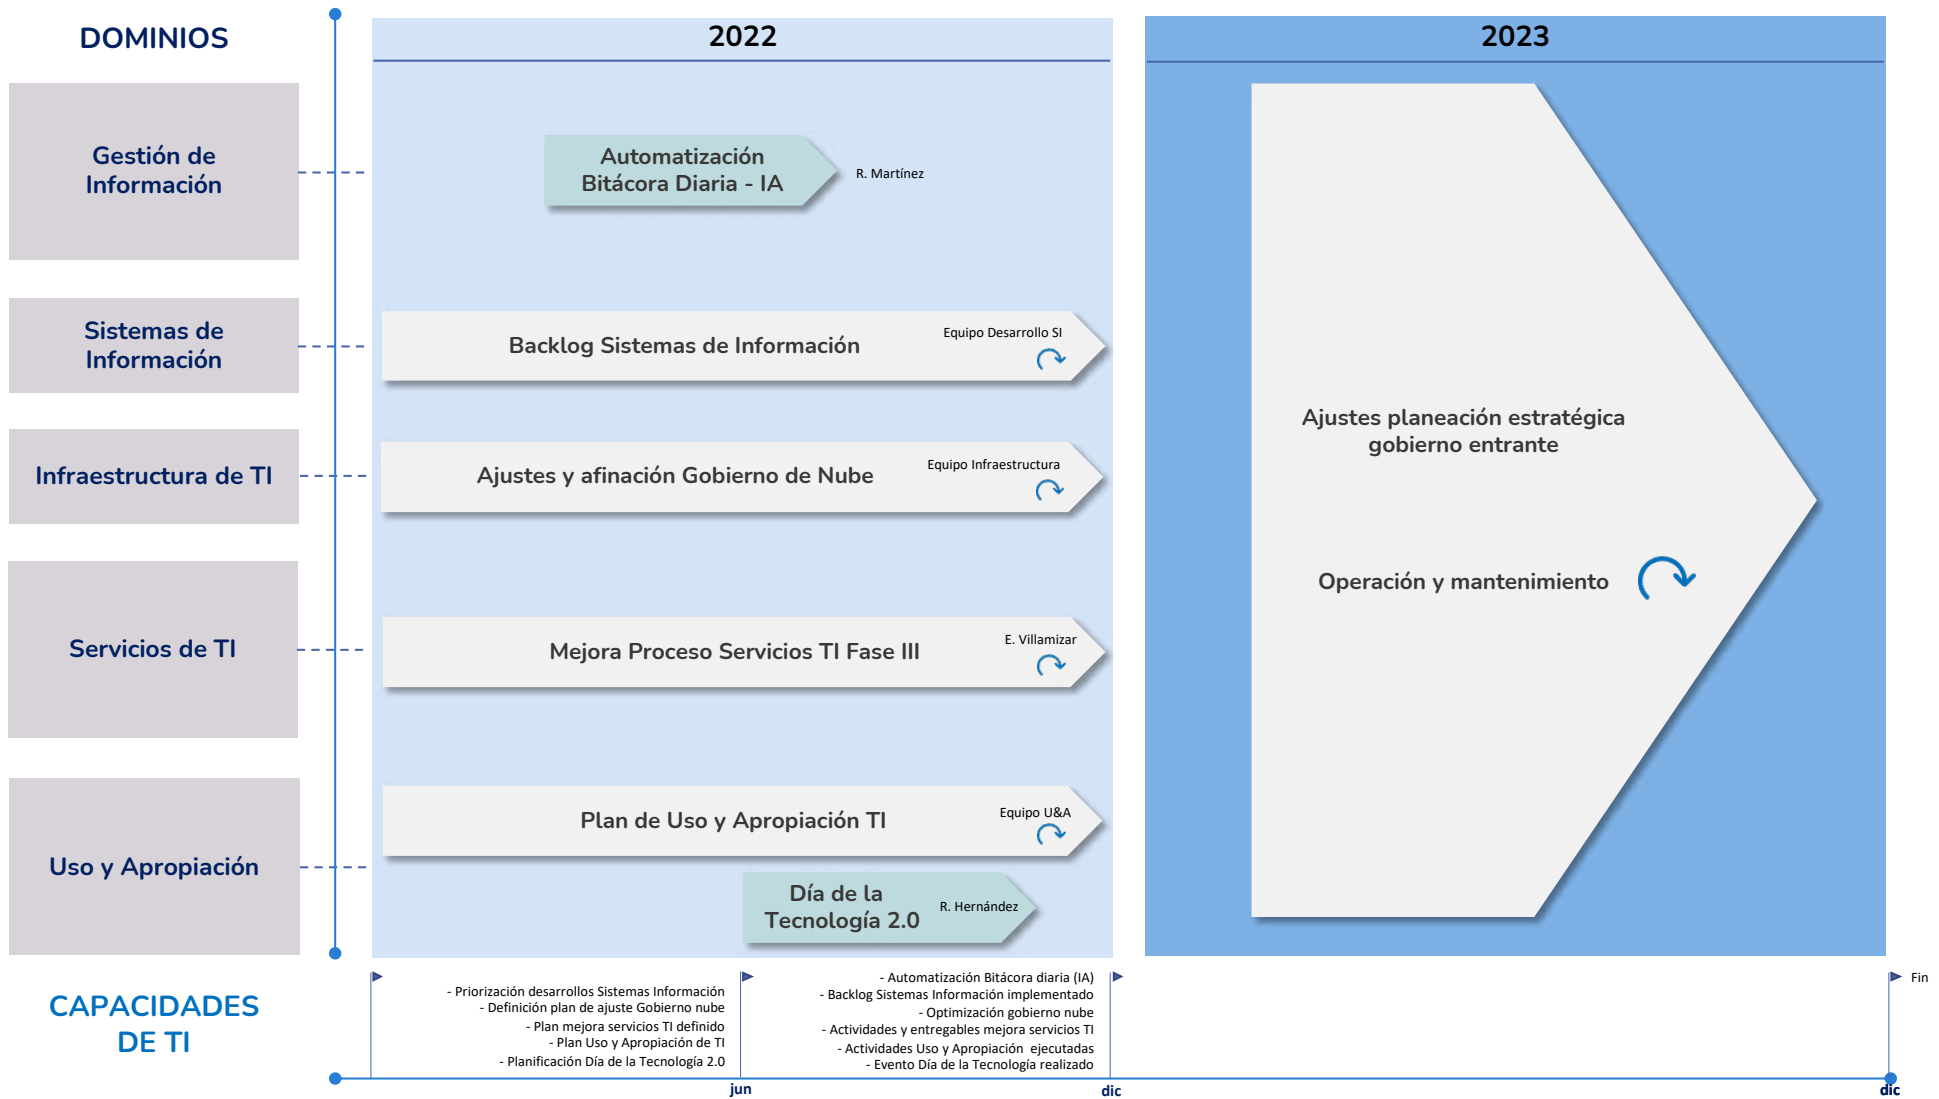 DOMINIOS
2022
2023
Gestión de
Información
Automatización
Bitácora Diaria - IA
R. Martínez
Sistemas de
Información
Backlog Sistemas de Información
Equipo Desarrollo SI
Infraestructura de TI
Ajustes y afinación Gobierno de Nube
Equipo Infraestructura
Servicios de TI
Mejora Proceso Servicios TI Fase III
E. Villamizar
Uso y Apropiación
Plan de Uso y Apropiación TI
Equipo U&A
Día de la
Tecnología 2.0
R. Hernández
Ajustes planeación estratégica
gobierno entrante
Operación y mantenimiento
CAPACIDADES
DE TI
- Priorización desarrollos Sistemas Información
- Definición plan de ajuste Gobierno nube
- Plan mejora servicios TI definido
- Plan Uso y Apropiación de TI
- Planificación Día de la Tecnología 2.0
- Automatización Bitácora diaria (IA)
- Backlog Sistemas Información implementado
- Optimización gobierno nube
- Actividades y entregables mejora servicios TI
- Actividades Uso y Apropiación  ejecutadas
- Evento Día de la Tecnología realizado
Fin
jun
dic
dic